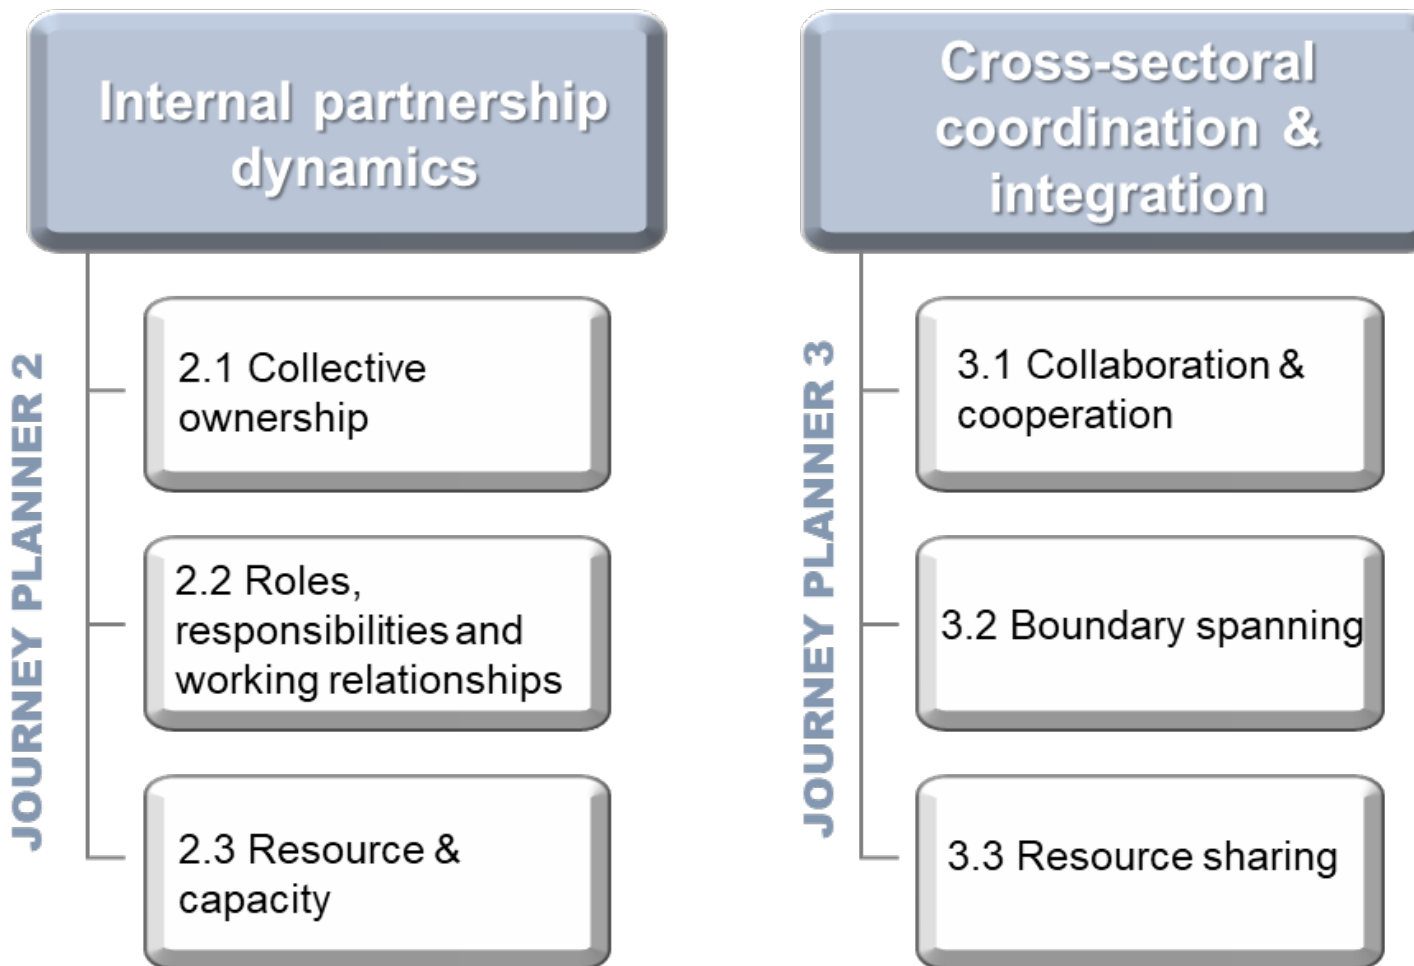 Internal partnership
dynamics
JOURNEY PLANNER 2
2.1 Collective
ownership
2.2 Roles,
responsibilities and
working relationships
2.3 Resource &
capacity
Cross-sectoral
coordination &
integration
JOURNEY PLANNER 3
3.1 Collaboration &
cooperation
3.2 Boundary spanning
3.3 Resource sharing